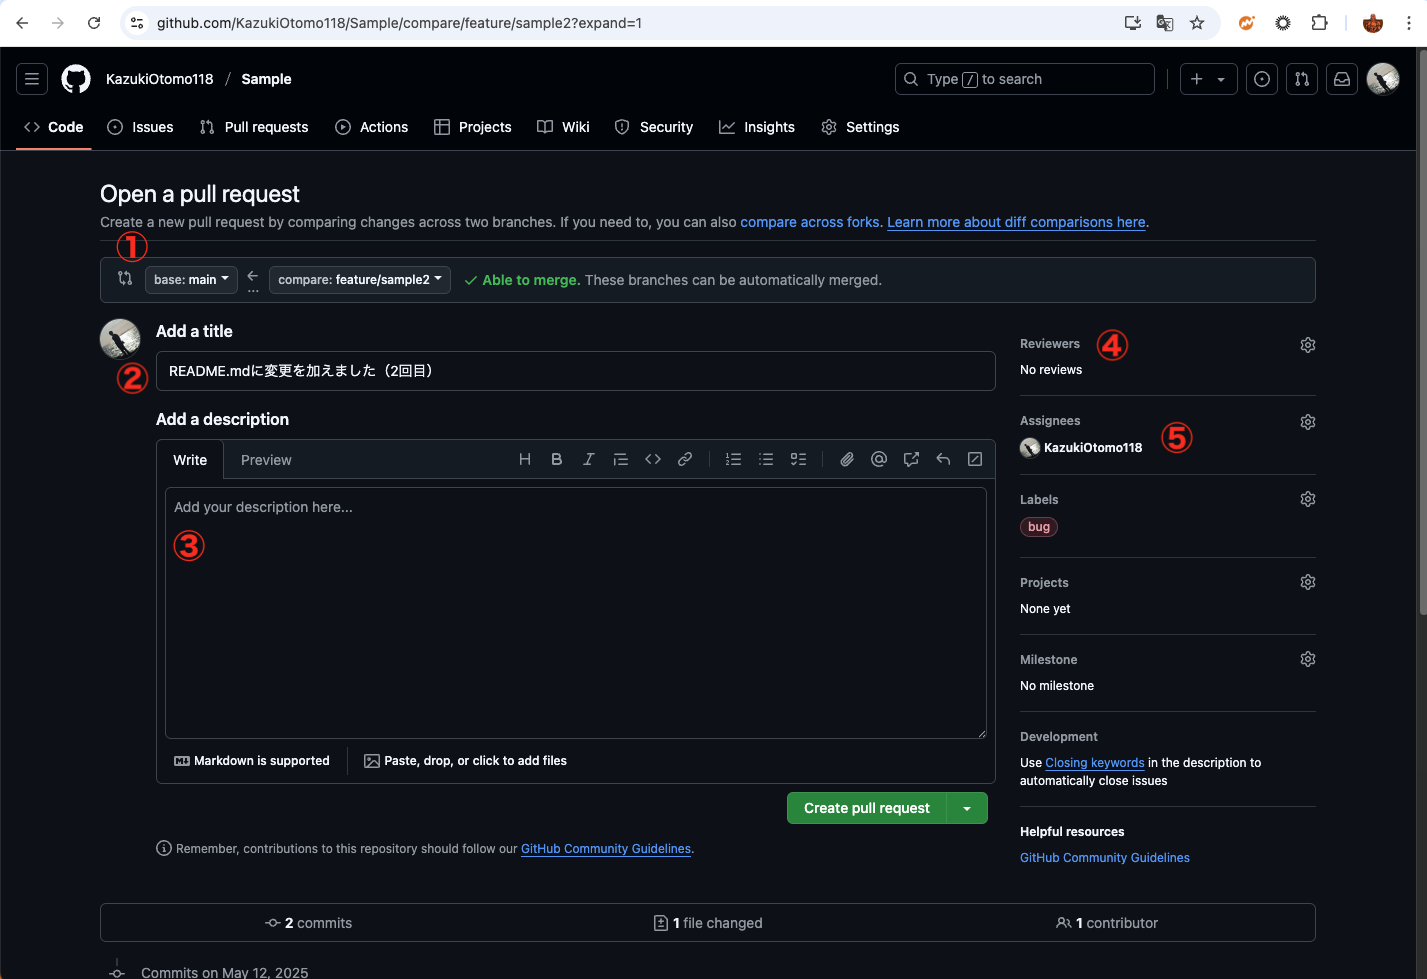 github.com/KazukiOtomo118/Sample/compare/feature/sample2?expand=1
KazukiOtomo118 / Sample
Type / to search
Code Issues Pull requests Actions Projects Wiki Security Insights Settings
Open a pull request
Create a new pull request by comparing changes across two branches. If you need to, you can also compare across forks. Learn more about diff comparisons here.
①
base: main ← ... compare: feature/sample2 ✓ Able to merge. These branches can be automatically merged.
Add a title
② README.mdに変更を加えました（2回目）
Add a description
Write Preview
Add your description here...
③
Markdown is supported
Paste, drop, or click to add files
Create pull request
Remember, contributions to this repository should follow our GitHub Community Guidelines.
Reviewers ④
No reviews
Assignees
KazukiOtomo118 ⑤
Labels
bug
Projects
None yet
Milestone
No milestone
Development
Use Closing keywords in the description to
automatically close issues
Helpful resources
GitHub Community Guidelines
2 commits 1 file changed 1 contributor
Commits on May 12, 2025